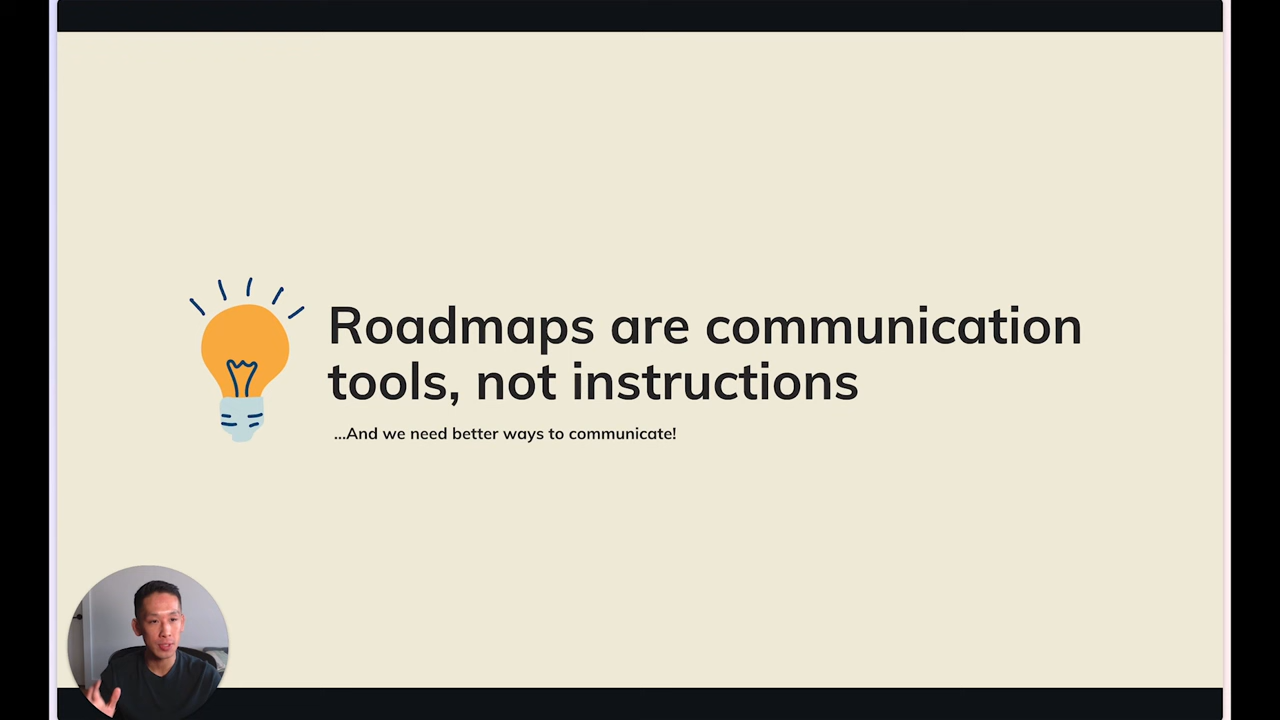 Roadmaps are communication
tools, not instructions
...And we need better ways to communicate!